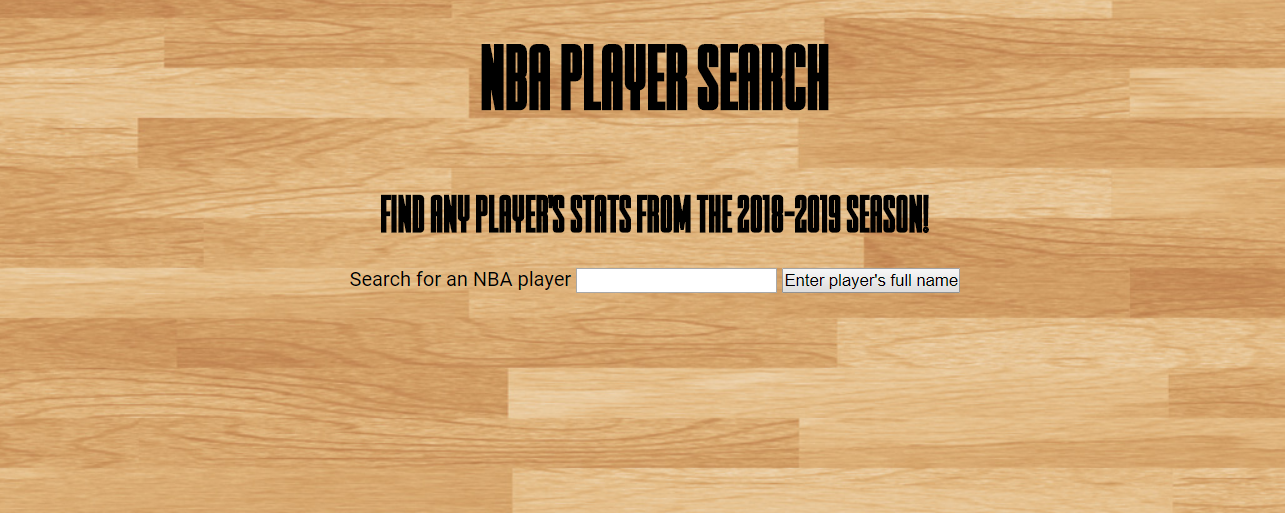 NBA PLAYER SEARCH
FIND ANY PLAYER'S STATS FROM THE 2018-2019 SEASON!
Search for an NBA player Enter player's full name